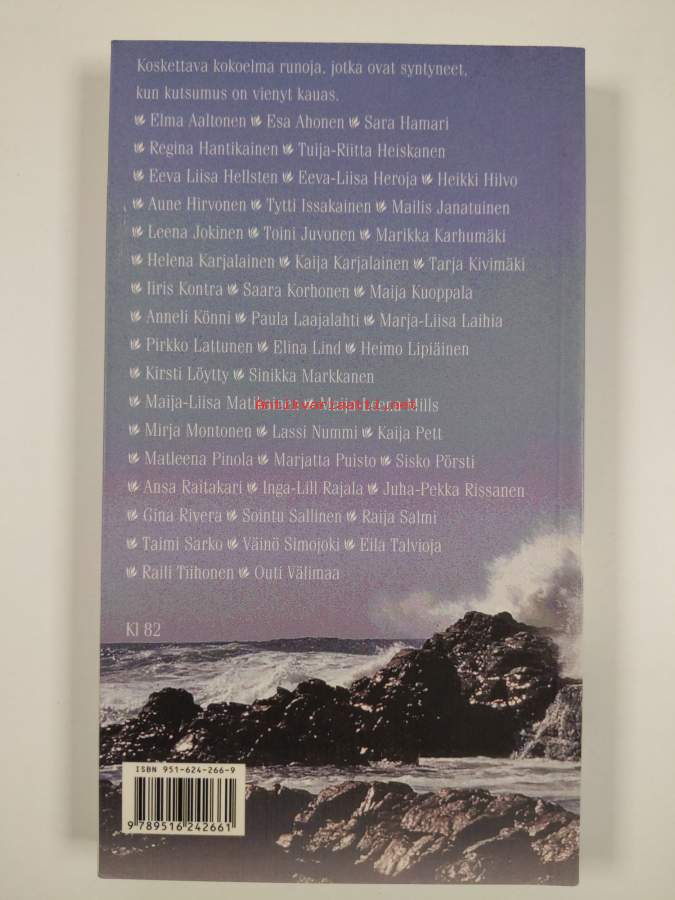 Koskettava kokoelma runoja, jotka ovat syntyneet,
kun kutsumus on vienyt kauas.
Elma Aaltonen Esa Ahonen Sara Hamari
Regina Hantikainen Tuija-Riitta Heiskanen
Eeva Liisa Hellsten Eeva-Liisa Heroja Heikki Hilvo
Aune Hirvonen Tytti Issakainen Mailis Janatuinen
Leena Jokinen Toini Juvonen Marikka Karhumäki
Helena Karjalainen Kaija Karjalainen Tarja Kivimäki
Iiris Kontra Saara Korhonen Maija Kuoppala
Anneli Könni Paula Laajalahti Marja-Liisa Laihia
Pirkko Lattunen Elina Lind Heimo Lipiäinen
Kirsti Löytty Sinikka Markkanen
Maija-Liisa Mills
antikvariaatti.net
Mirja Montonen Lassi Nummi Kaija Pett
Matleena Pinola Marjatta Puisto Sisko Pörsti
Ansa Raitakari Inga-Lill Rajala Juha-Pekka Rissanen
Gina Rivera Sointu Sallinen Raija Salmi
Taimi Sarko Väinö Simojoki Eila Talvioja
Raili Tiihonen Outi Välimaa
Kl 82
ISBN 951-624-266-9
9 789516 242661